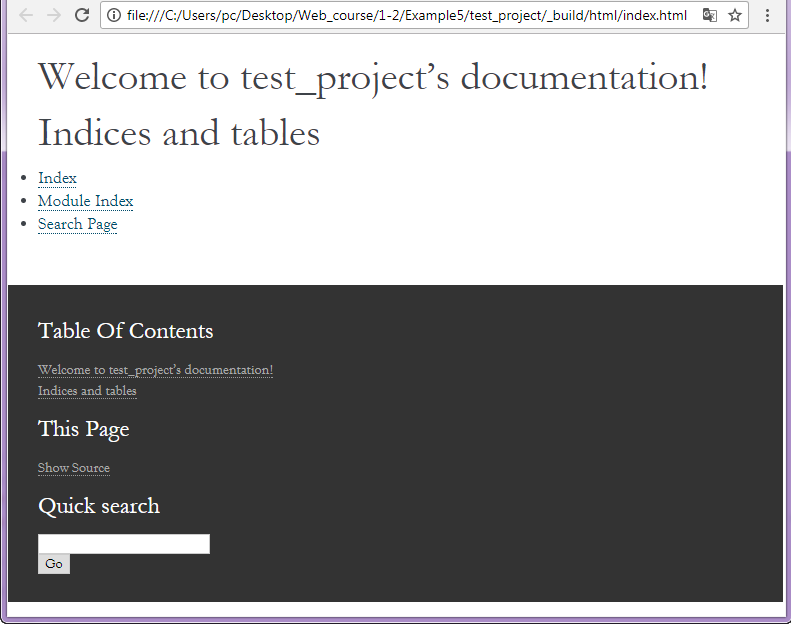 file:///C:/Users/pc/Desktop/Web_course/1-2/Example5/test_project/_build/html/index.html
Welcome to test_project’s documentation!
Indices and tables
Index
Module Index
Search Page
Table Of Contents
Welcome to test_project’s documentation!
Indices and tables
This Page
Show Source
Quick search
Go